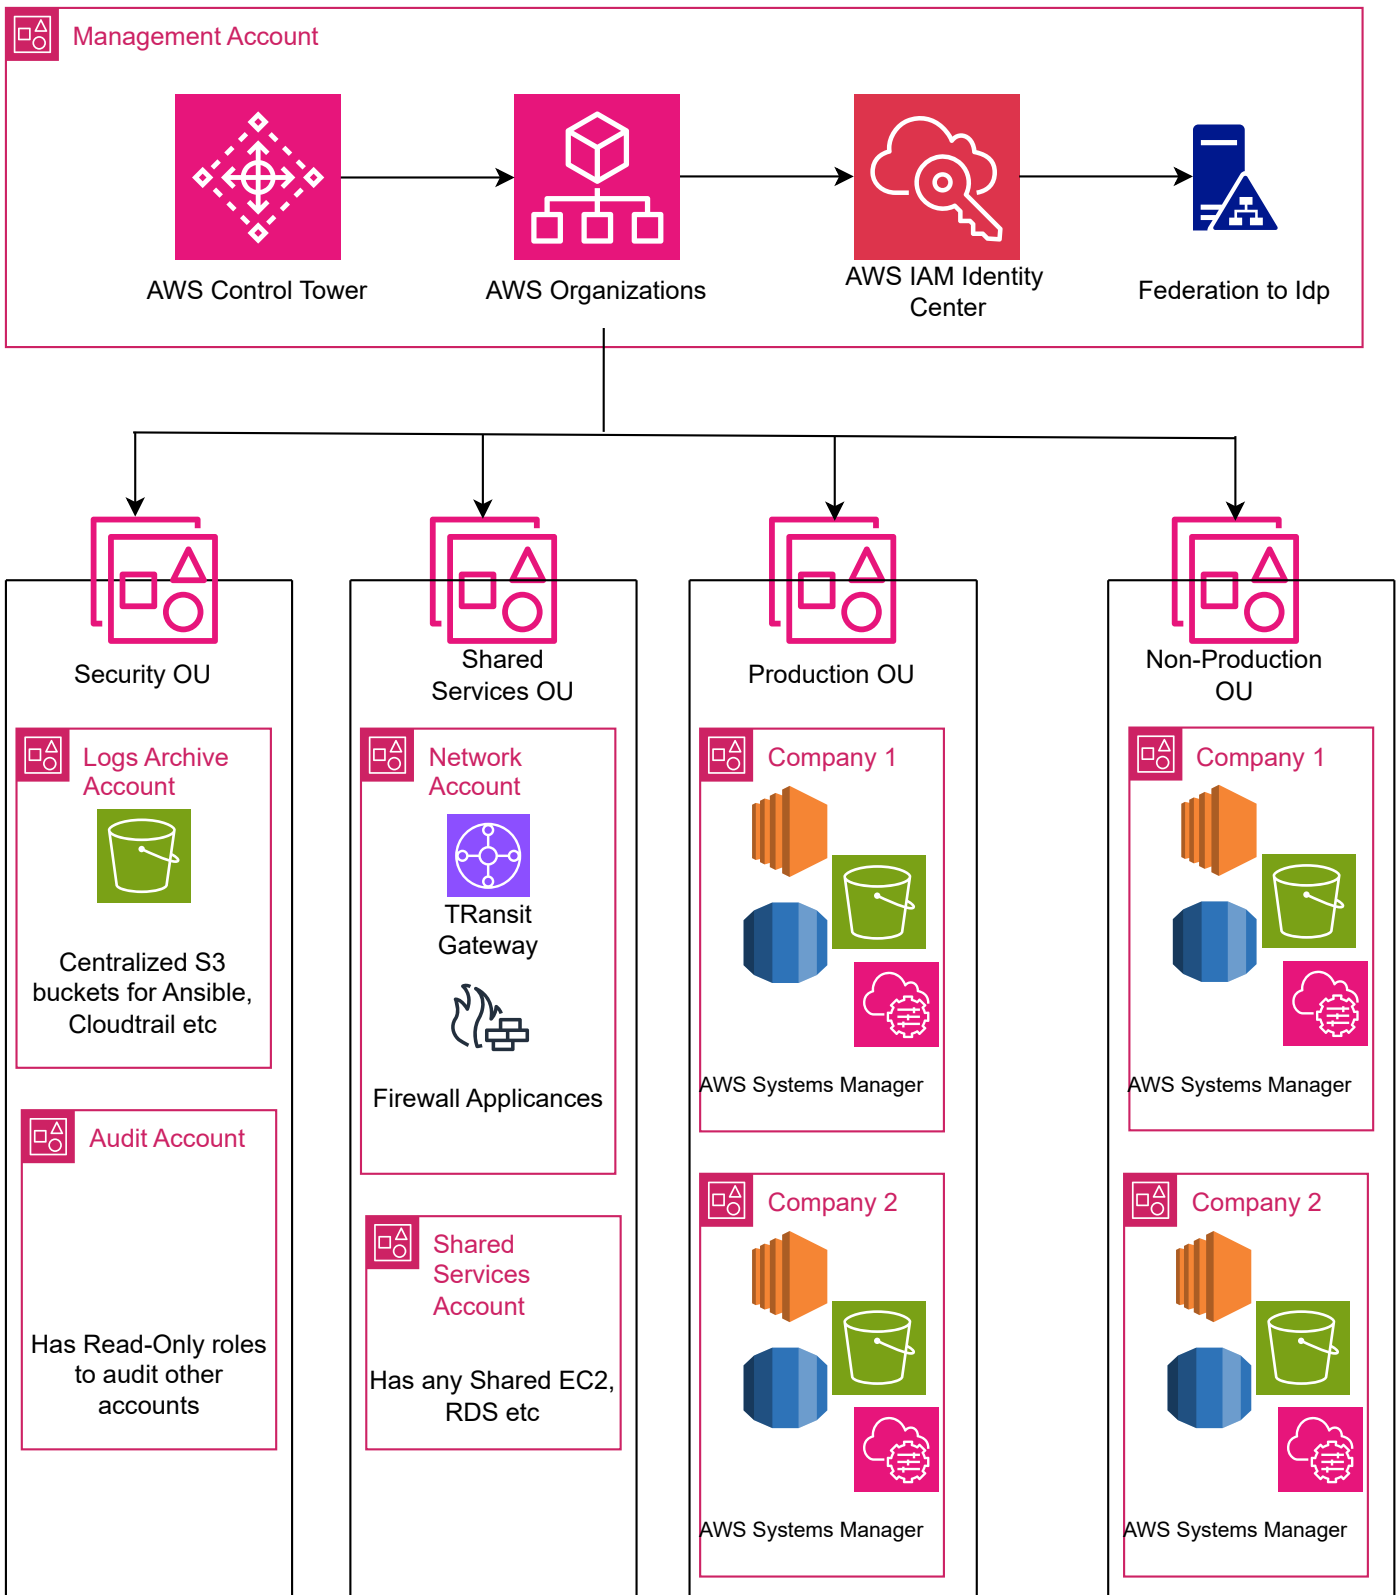 Management Account
AWS Control Tower
AWS Organizations
AWS IAM Identity
Center
Federation to Idp
Security OU
Shared
Services OU
Production OU
Non-Production
OU
Logs Archive
Account
Centralized S3
buckets for Ansible,
Cloudtrail etc
Audit Account
Has Read-Only roles
to audit other
accounts
Network
Account
TRansit
Gateway
Firewall Applicances
Shared
Services
Account
Has any Shared EC2,
RDS etc
Company 1
AWS Systems Manager
Company 2
AWS Systems Manager
Company 1
AWS Systems Manager
Company 2
AWS Systems Manager